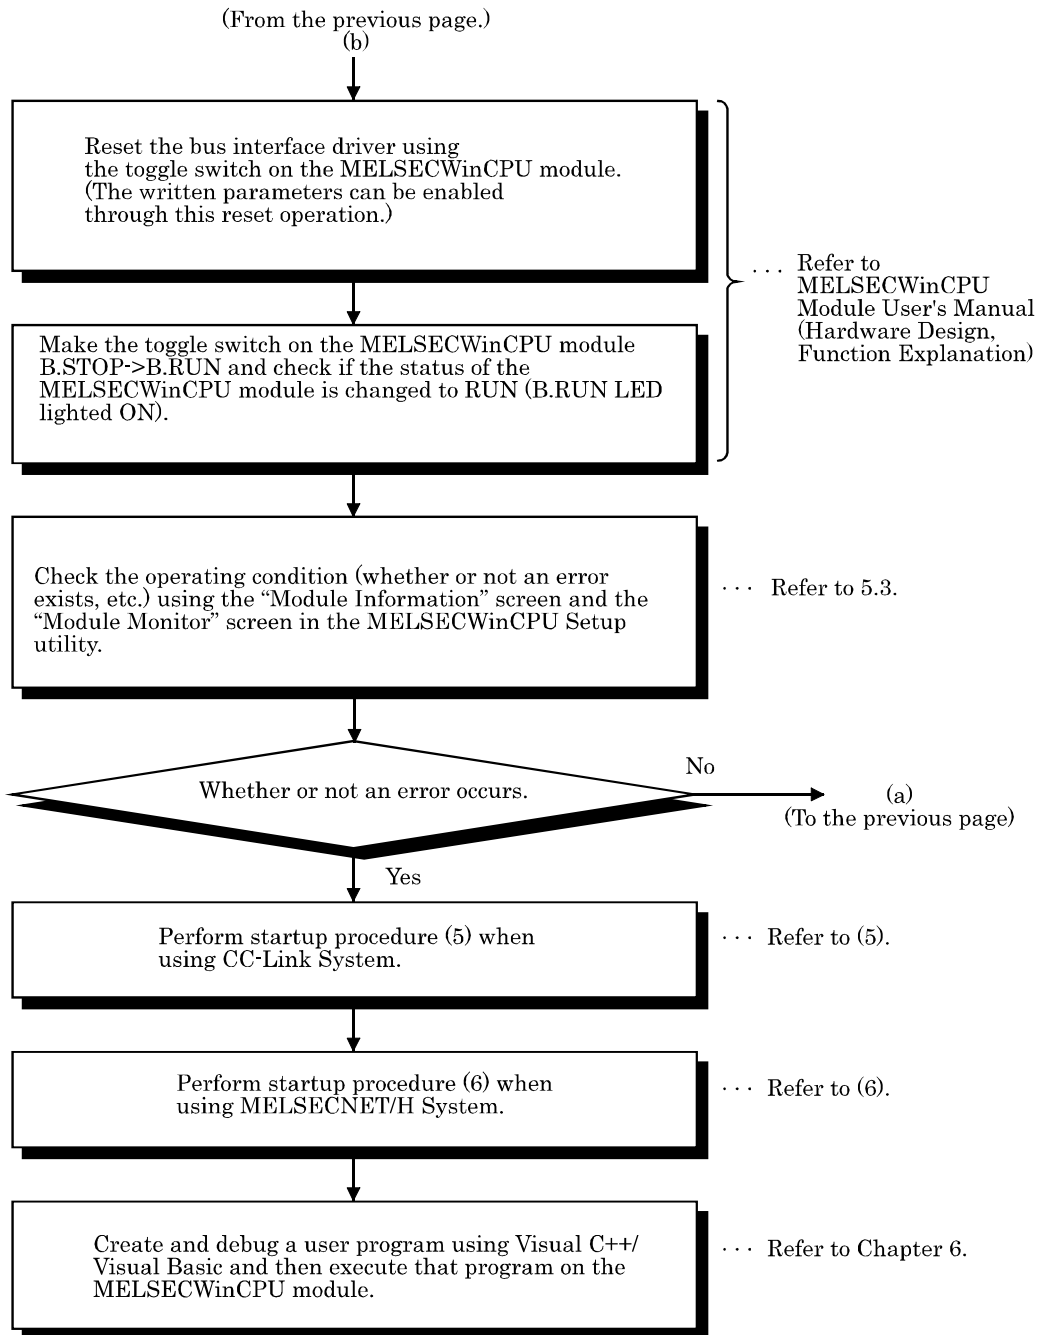 (From the previous page.)
(b)
Reset the bus interface driver using
the toggle switch on the MELSECWinCPU module.
(The written parameters can be enabled
through this reset operation.)
. . . Refer to
MELSECWinCPU
Module User's Manual
(Hardware Design,
Function Explanation)
Make the toggle switch on the MELSECWinCPU module
B.STOP->B.RUN and check if the status of the
MELSECWinCPU module is changed to RUN (B.RUN LED
lighted ON).
Check the operating condition (whether or not an error
exists, etc.) using the “Module Information” screen and the
“Module Monitor” screen in the MELSECWinCPU Setup
utility.
. . . Refer to 5.3.
Whether or not an error occurs.
No
(a)
(To the previous page)
Yes
Perform startup procedure (5) when
using CC-Link System.
. . . Refer to (5).
Perform startup procedure (6) when
using MELSECNET/H System.
. . . Refer to (6).
Create and debug a user program using Visual C++/
Visual Basic and then execute that program on the
MELSECWinCPU module.
. . . Refer to Chapter 6.